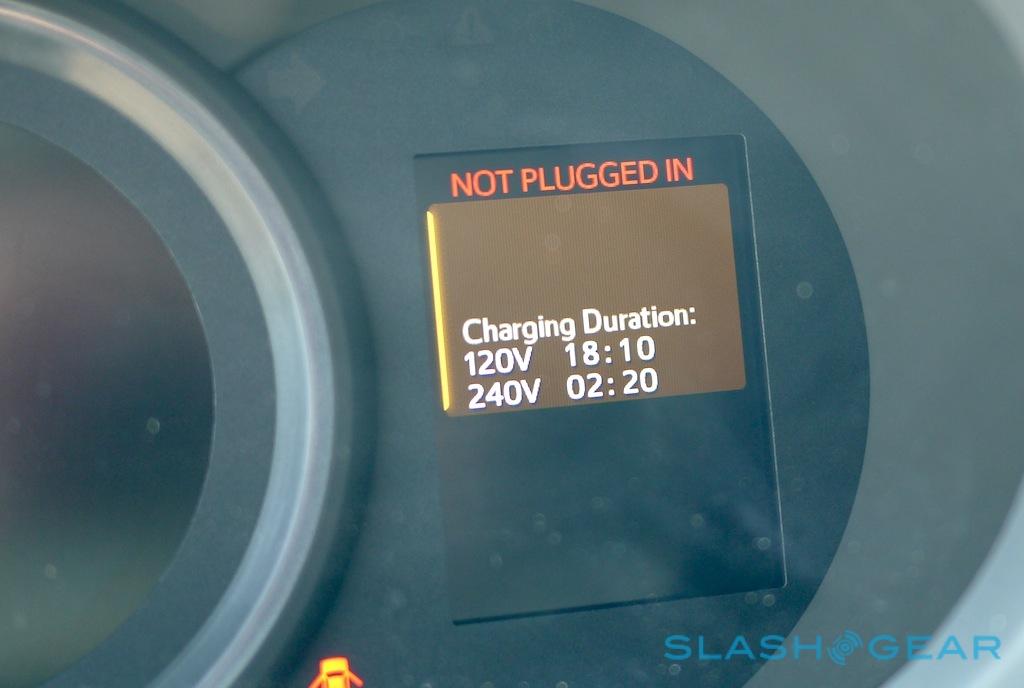 NOT PLUGGED IN
Charging Duration:
120V 18:10
240V 02:20
SLASHGEAR